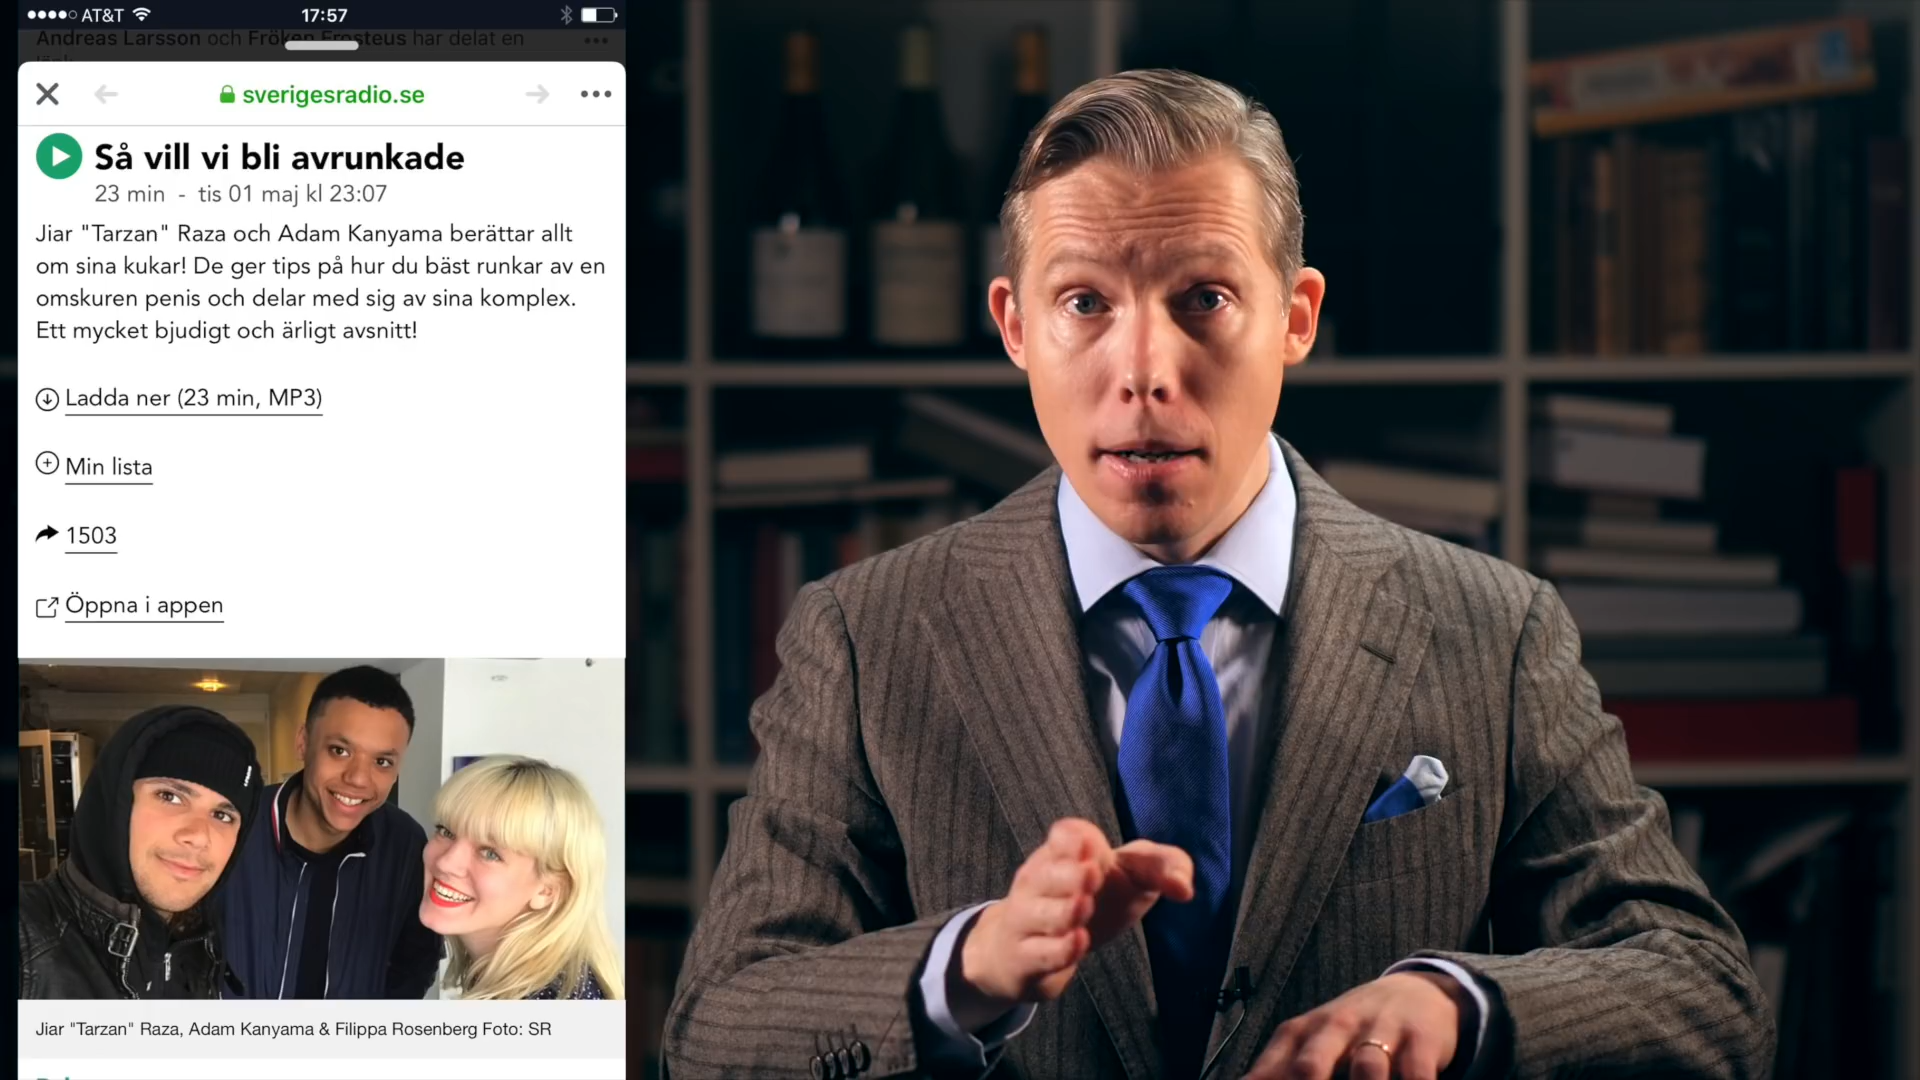 AT&T 17:57
Andreas Larsson och Fröken Frosteus har delat en
sverigesradio.se
Så vill vi bli avrunkade
23 min - tis 01 maj kl 23:07
Jiar "Tarzan" Raza och Adam Kanyama berättar allt
om sina kukar! De ger tips på hur du bäst runkar av en
omskuren penis och delar med sig av sina komplex.
Ett mycket bjudigt och ärligt avsnitt!
Ladda ner (23 min, MP3)
Min lista
1503
Öppna i appen
Jiar "Tarzan" Raza, Adam Kanyama & Filippa Rosenberg Foto: SR